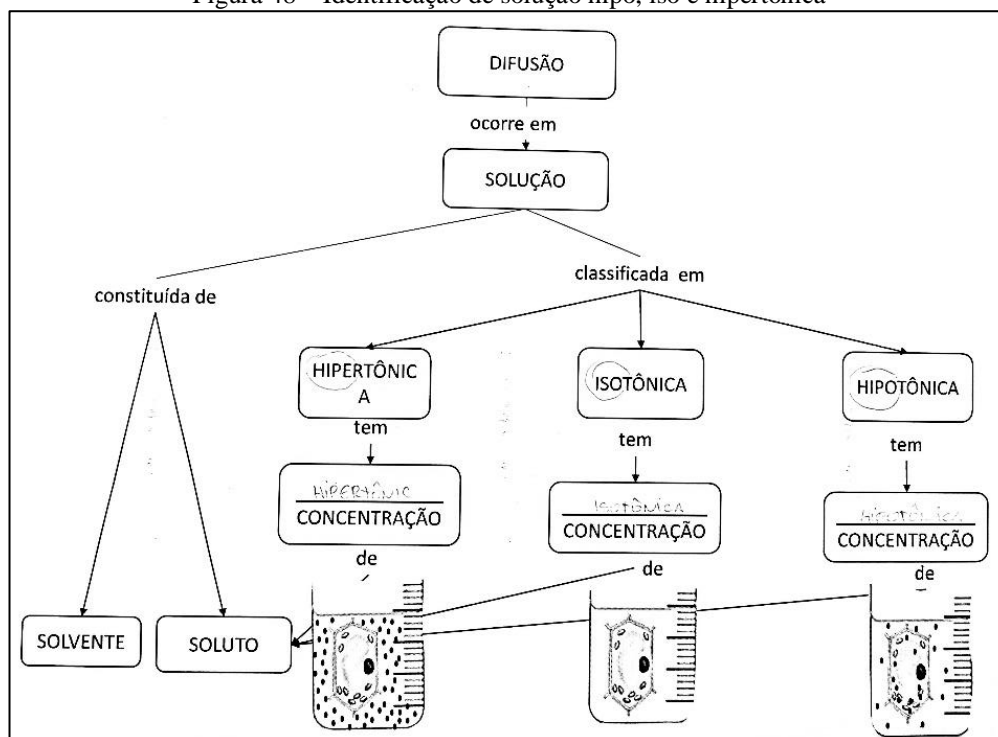 Figura 48 – Identificação de solução hipo, iso e hipertônica
DIFUSÃO
ocorre em
SOLUÇÃO
constituída de
classificada em
HIPERTÔNIC
A
ISOTÔNICA
HIPOTÔNICA
tem
tem
tem
HIPERTÔNIC
CONCENTRAÇÃO
ISOTÔNICA
CONCENTRAÇÃO
HIPOTÔNICA
CONCENTRAÇÃO
de
de
de
SOLVENTE
SOLUTO